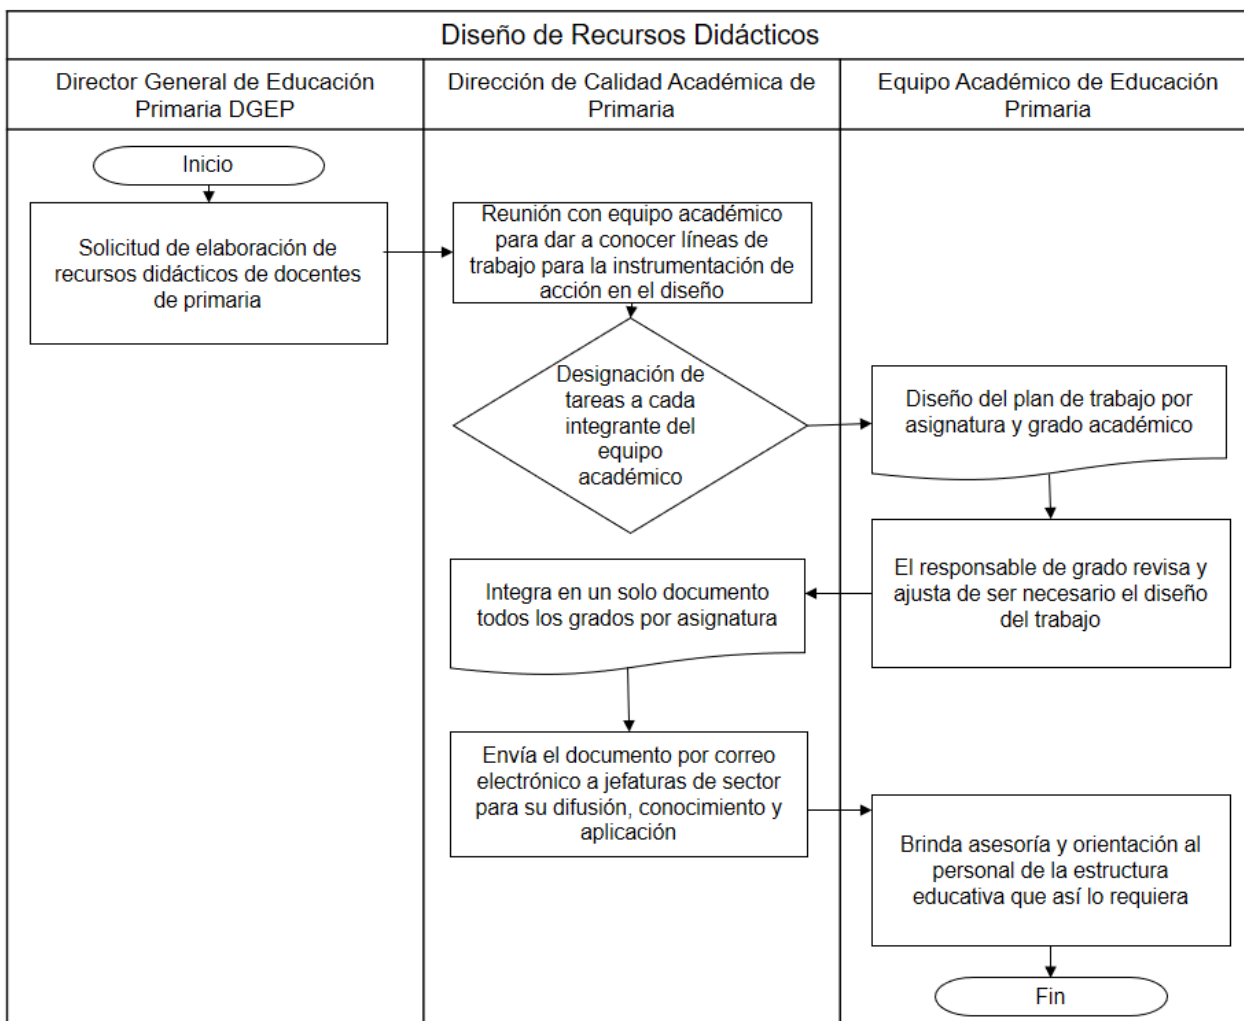 Diseño de Recursos Didácticos
Director General de Educación
Primaria DGEP
Dirección de Calidad Académica de
Primaria
Equipo Académico de Educación
Primaria
Inicio
Solicitud de elaboración de
recursos didácticos de docentes
de primaria
Reunión con equipo académico
para dar a conocer líneas de
trabajo para la instrumentación de
acción en el diseño
Designación de
tareas a cada
integrante del
equipo
académico
Diseño del plan de trabajo por
asignatura y grado académico
El responsable de grado revisa y
ajusta de ser necesario el diseño
del trabajo
Integra en un solo documento
todos los grados por asignatura
Envía el documento por correo
electrónico a jefaturas de sector
para su difusión, conocimiento y
aplicación
Brinda asesoría y orientación al
personal de la estructura
educativa que así lo requiera
Fin